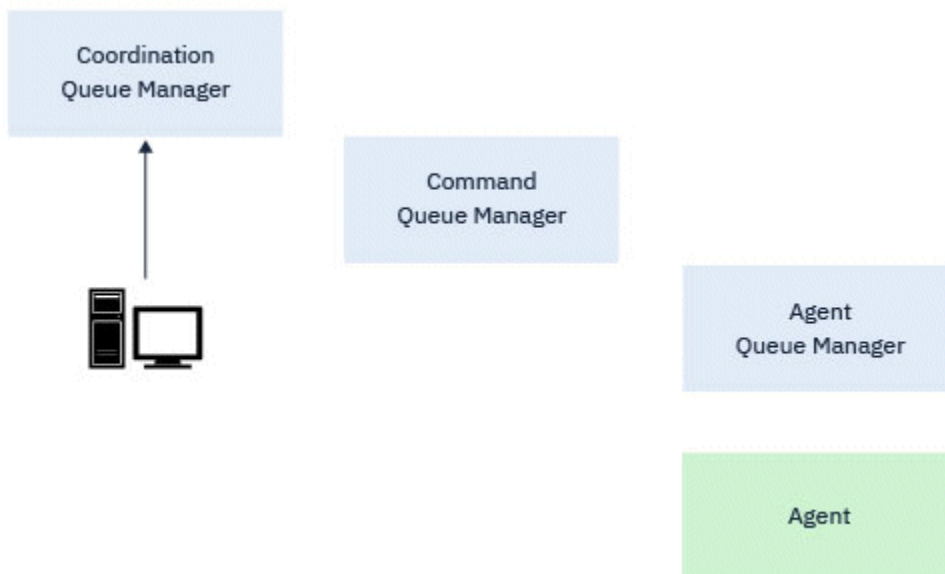 Coordination
Queue Manager
Command
Queue Manager
Agent
Queue Manager
Agent